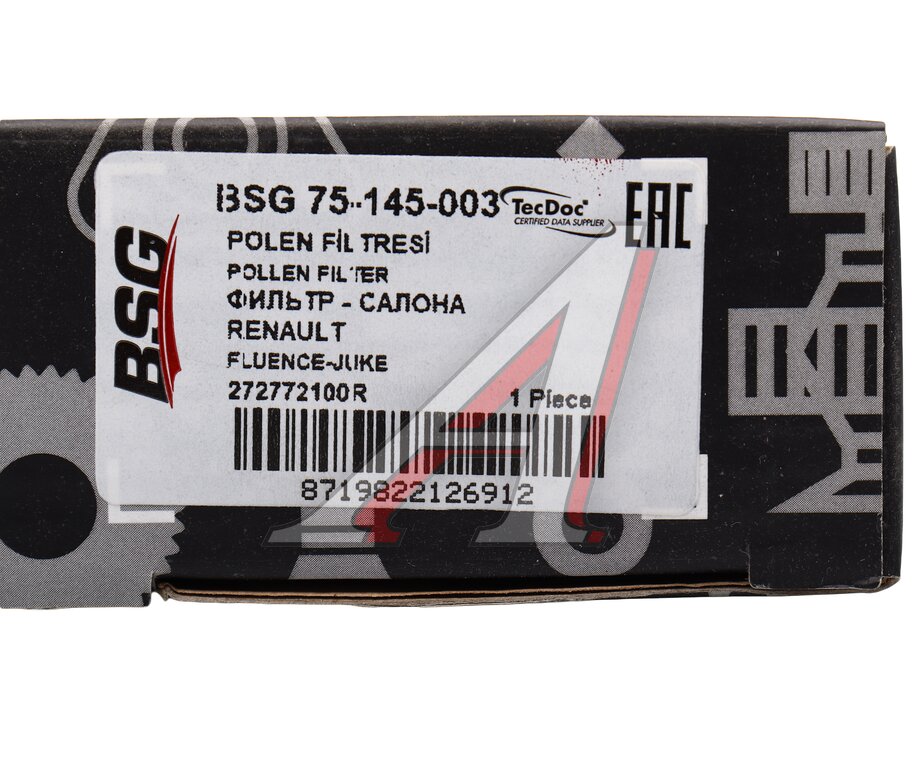 BSG 75-145-003
TecDoc
CERTIFIED DATA SUPPLIER
EAC
BSG
POLEN FİLTRESİ
POLLEN FILTER
ФИЛЬТР - САЛОНА
RENAULT
FLUENCE-JUKE
272772100R
1 Piece
8719822126912